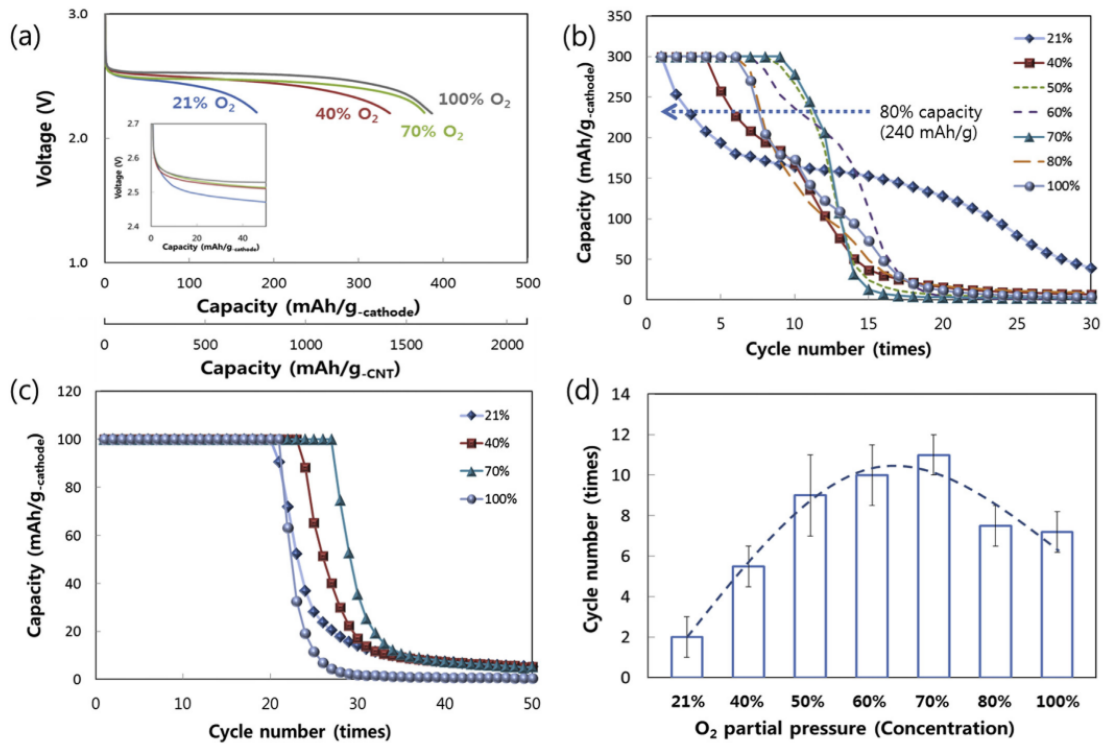 (a)
3.0
2.0
1.0
Voltage (V)
21% O₂
40% O₂
70% O₂
100% O₂
2.7
2.6
2.5
2.4
Voltage (V)
0 20 40
Capacity (mAh/g-cathode)
0 100 200 300 400 500
Capacity (mAh/g-cathode)
0 500 1000 1500 2000
Capacity (mAh/g-CNT)
(b)
350
300
250
200
150
100
50
0
Capacity (mAh/g-cathode)
21%
40%
50%
60%
70%
80%
100%
80% capacity
(240 mAh/g)
0 5 10 15 20 25 30
Cycle number (times)
(c)
120
100
80
60
40
20
0
Capacity (mAh/g-cathode)
21%
40%
70%
100%
0 10 20 30 40 50
Cycle number (times)
(d)
14
12
10
8
6
4
2
0
Cycle number (times)
21% 40% 50% 60% 70% 80% 100%
O₂ partial pressure (Concentration)